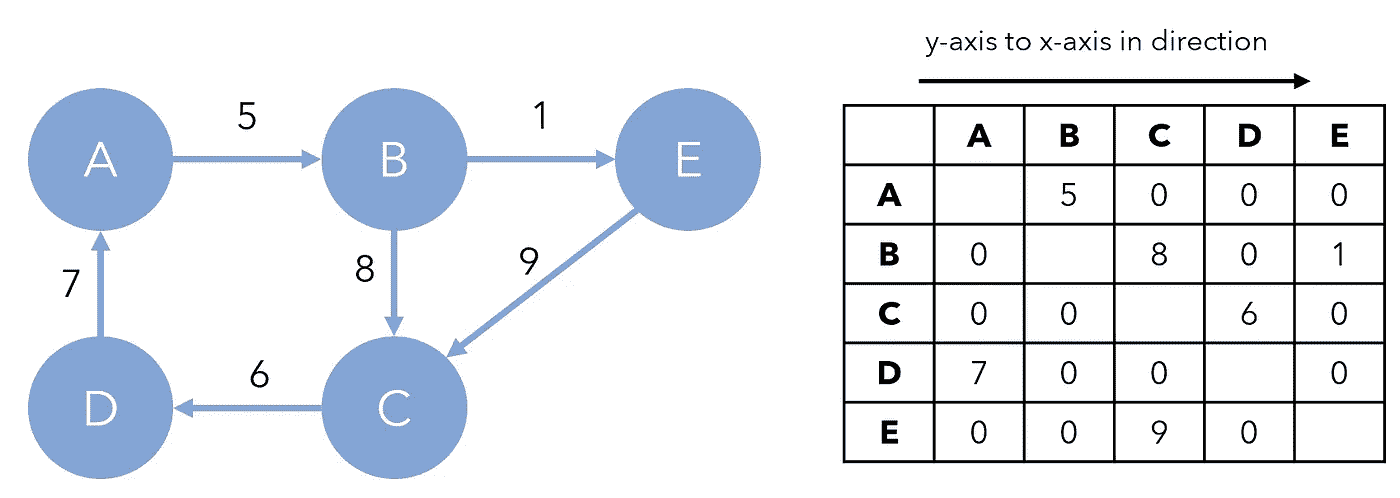 A
5
B
1
E
7
8
9
D
6
C
y-axis to x-axis in direction
A B C D E
A 5 0 0 0
B 0 8 0 1
C 0 0 6 0
D 7 0 0 0
E 0 0 9 0